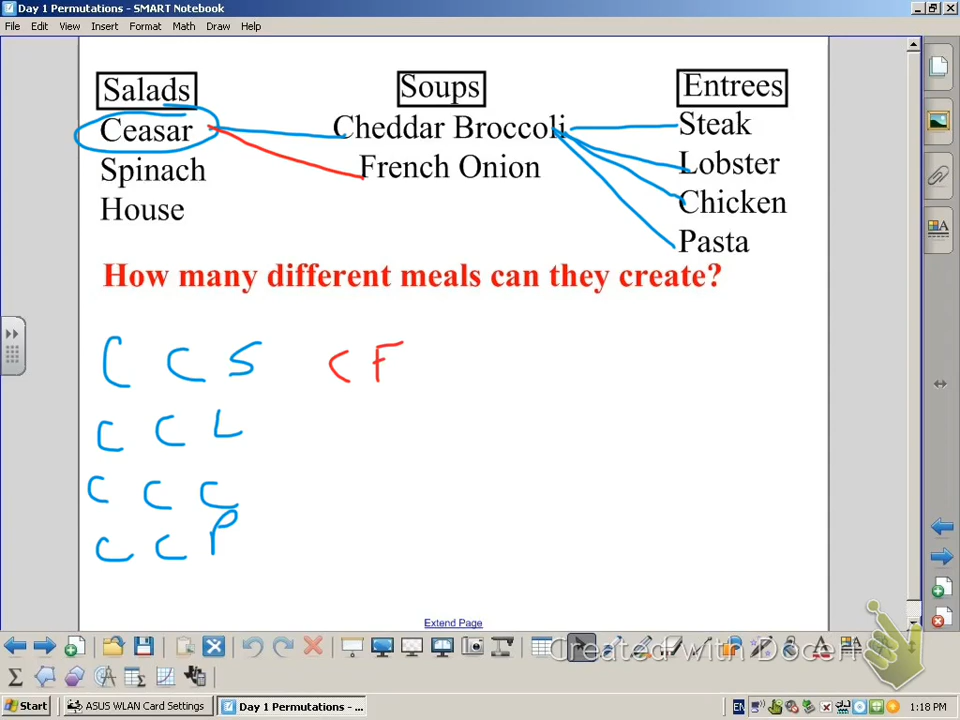 Day 1 Permutations - SMART Notebook
File Edit View Insert Format Math Draw Help
Salads Soups Entrees
Ceasar Cheddar Broccoli Steak
Spinach French Onion Lobster
House Chicken
Pasta
How many different meals can they create?
C C S C F
C C L
C C C
C C P
Extend Page
Created with Docen
Start ASUS WLAN Card Settings Day 1 Permutations - ... EN 1:18 PM